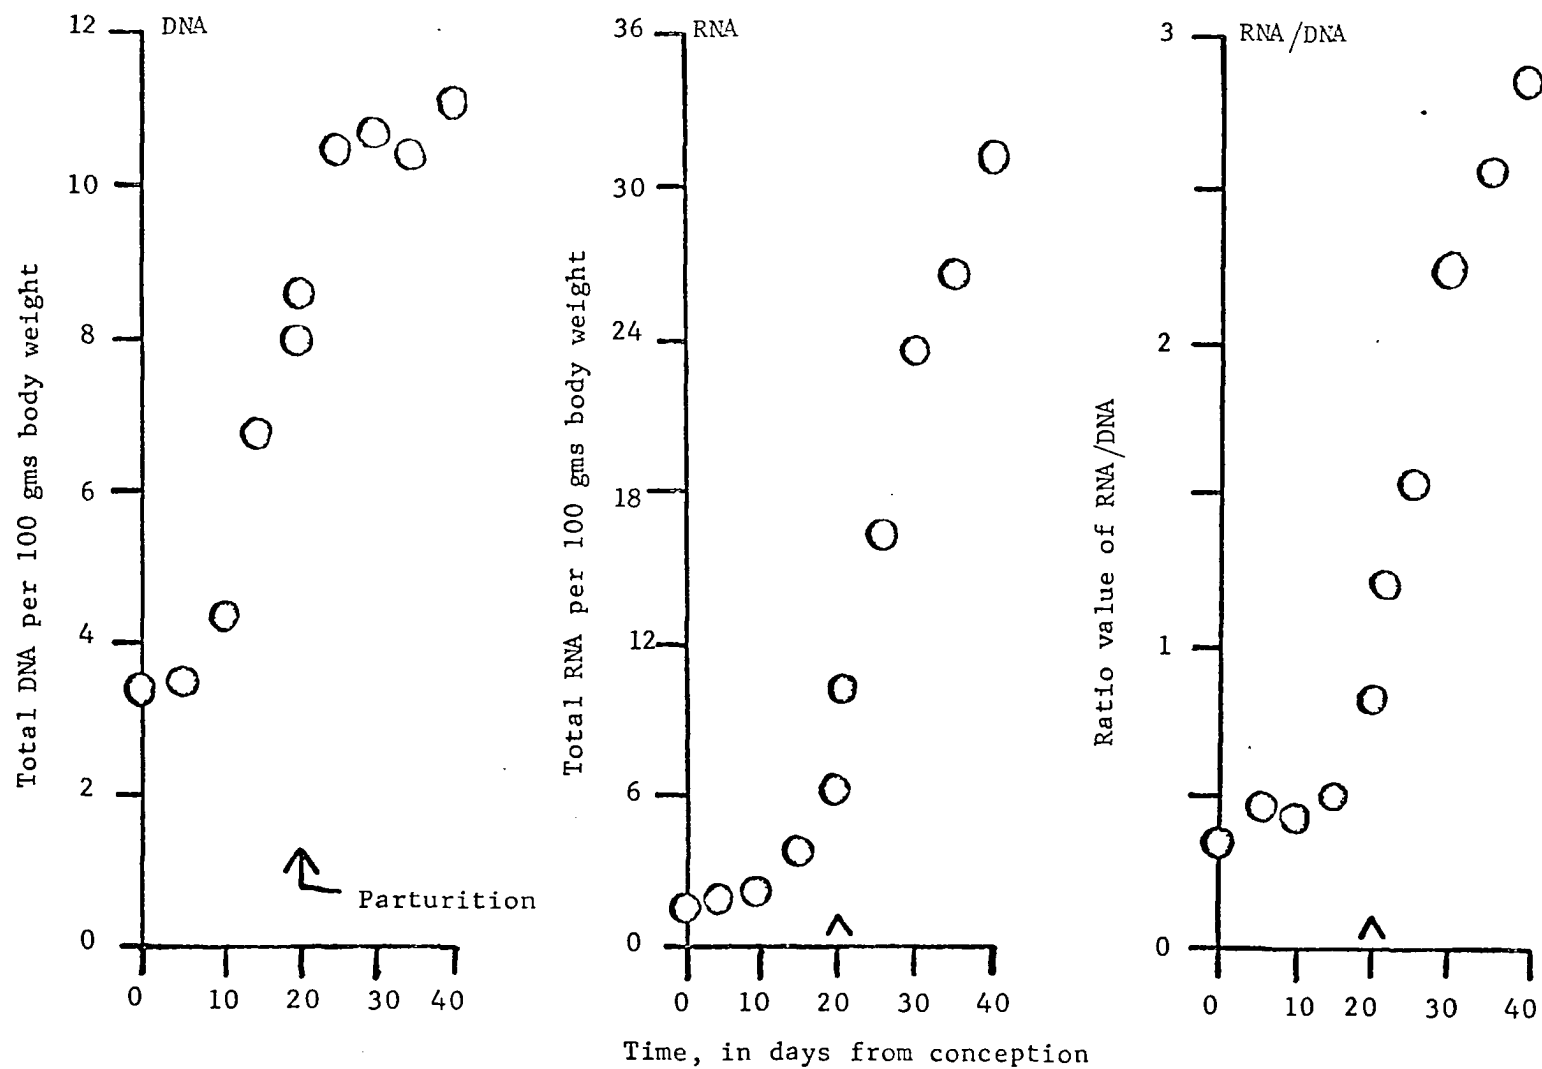 DNA
12
10
8
6
4
2
0
Total DNA per 100 gms body weight
Parturition
0 10 20 30 40
RNA
36
30
24
18
12
6
0
Total RNA per 100 gms body weight
0 10 20 30 40
RNA/DNA
3
2
1
0
Ratio value of RNA/DNA
0 10 20 30 40
Time, in days from conception